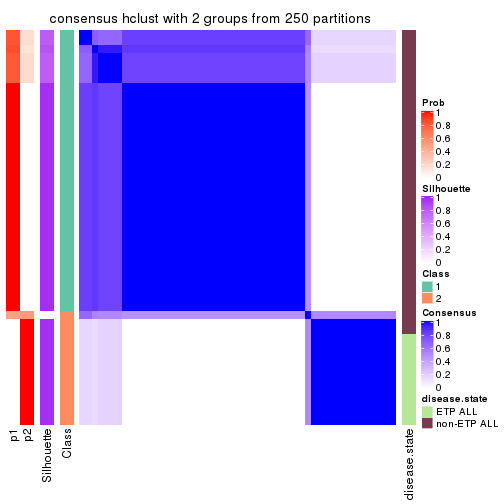 consensus hclust with 2 groups from 250 partitions
Prob
1
0.8
0.6
0.4
0.2
0
Silhouette
1
0.8
0.6
0.4
0.2
0
Class
1
2
Consensus
1
0.8
0.6
0.4
0.2
0
disease.state
ETP ALL
non-ETP ALL
p1
p2
Silhouette
Class
disease.state